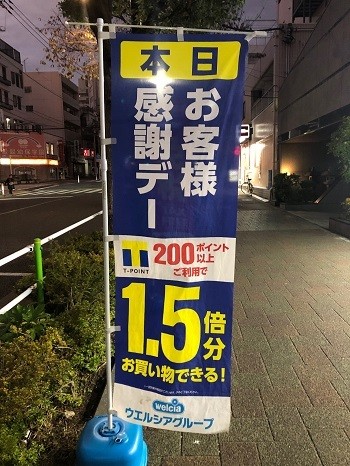 本日
お客様
感謝デー
T-POINT
200ポイント
以上
ご利用で
1.5倍
分
お買い物できる!
welcia
ウエルシアグループ